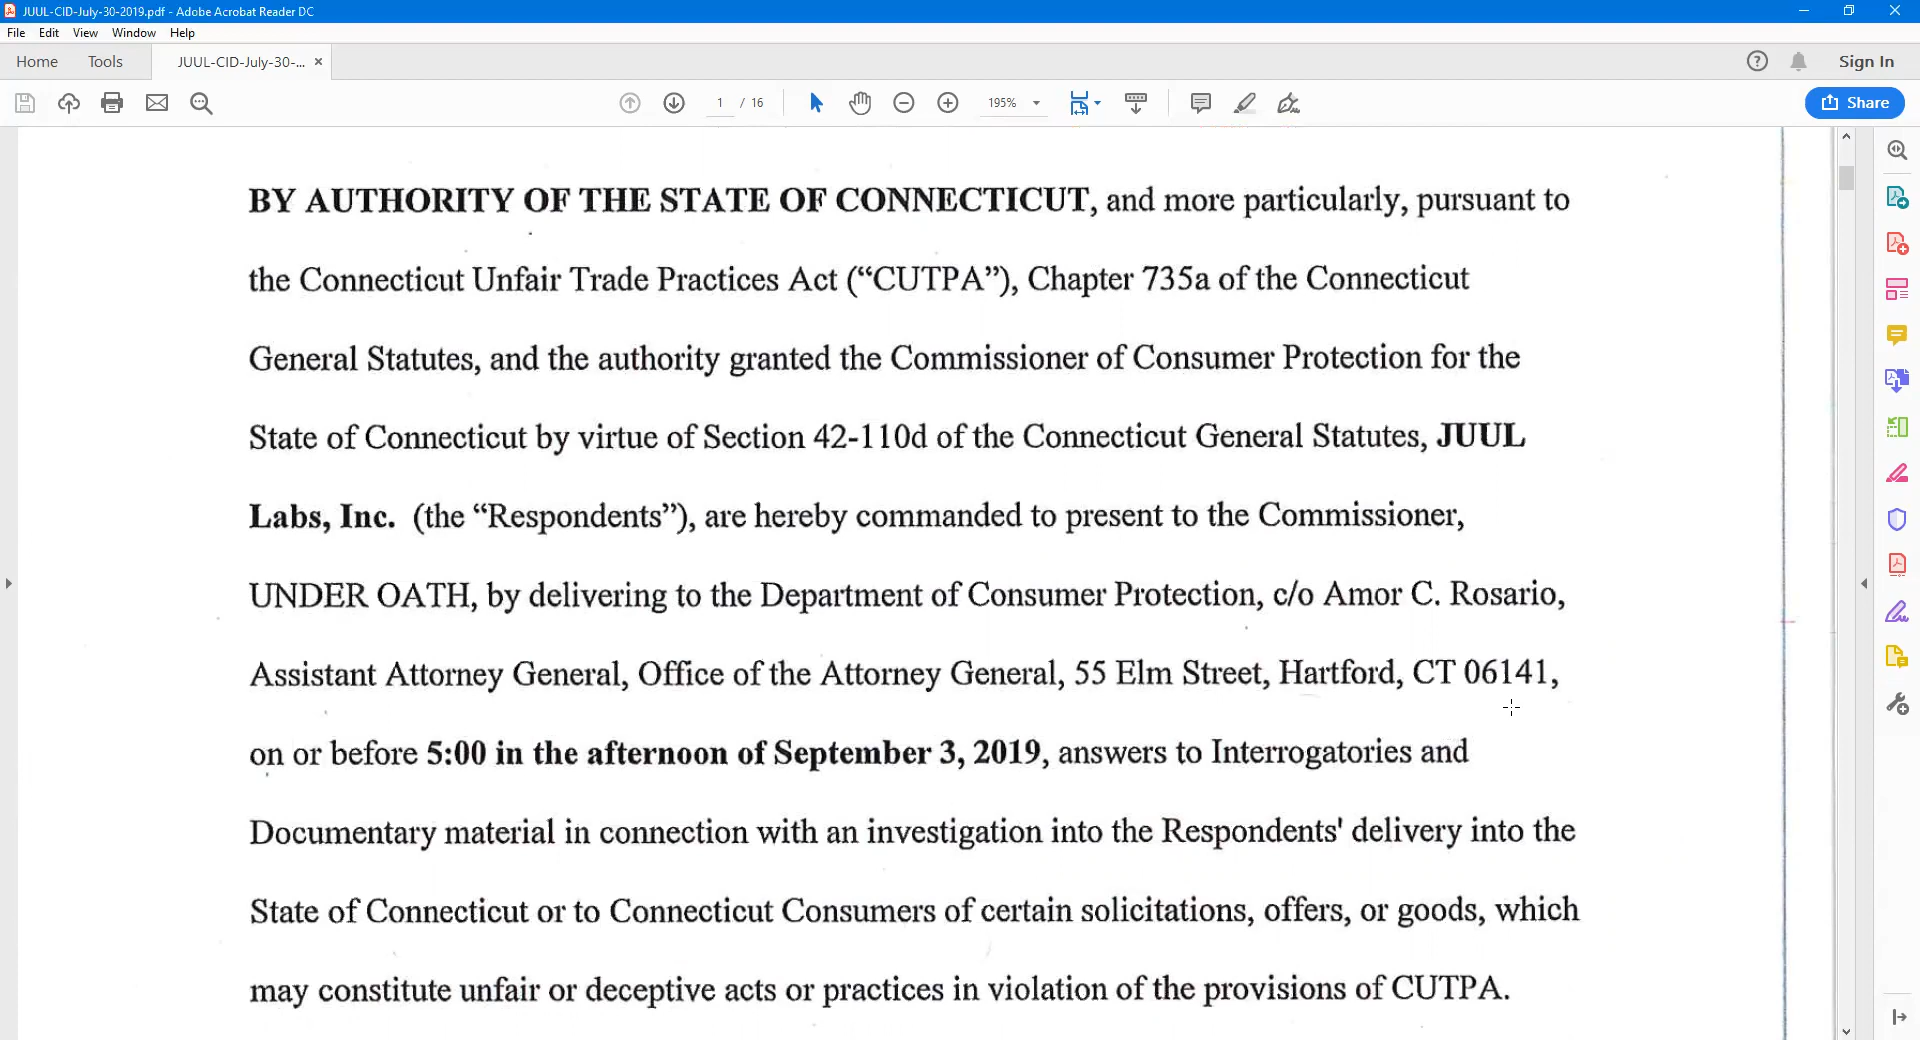 JUUL-CID-July-30-2019.pdf - Adobe Acrobat Reader DC
File Edit View Window Help
Home Tools JUUL-CID-July-30-... × Sign In
1 / 16 195% Share
BY AUTHORITY OF THE STATE OF CONNECTICUT, and more particularly, pursuant to
the Connecticut Unfair Trade Practices Act (“CUTPA”), Chapter 735a of the Connecticut
General Statutes, and the authority granted the Commissioner of Consumer Protection for the
State of Connecticut by virtue of Section 42-110d of the Connecticut General Statutes, JUUL
Labs, Inc. (the “Respondents”), are hereby commanded to present to the Commissioner,
UNDER OATH, by delivering to the Department of Consumer Protection, c/o Amor C. Rosario,
Assistant Attorney General, Office of the Attorney General, 55 Elm Street, Hartford, CT 06141,
on or before 5:00 in the afternoon of September 3, 2019, answers to Interrogatories and
Documentary material in connection with an investigation into the Respondents' delivery into the
State of Connecticut or to Connecticut Consumers of certain solicitations, offers, or goods, which
may constitute unfair or deceptive acts or practices in violation of the provisions of CUTPA.